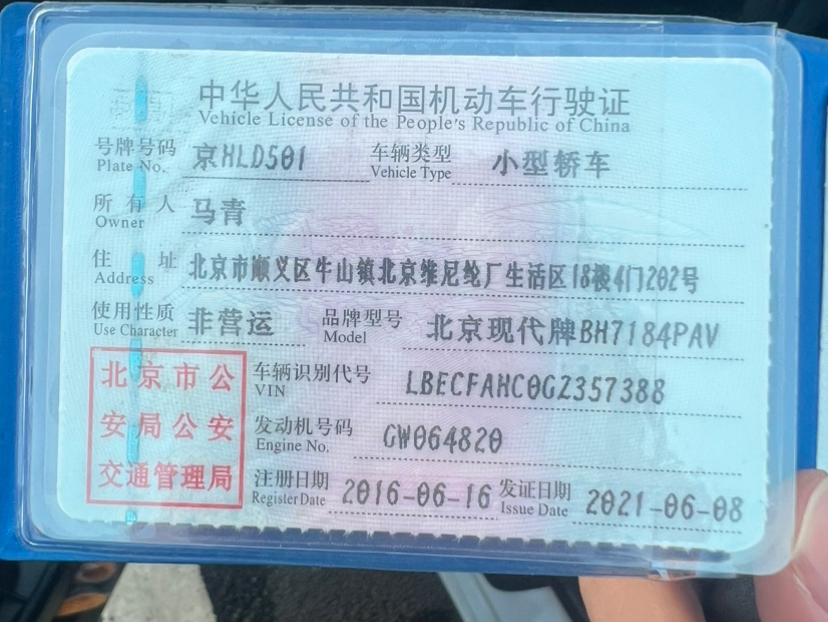 中华人民共和国机动车行驶证
Vehicle License of the People's Republic of China
号牌号码 京HLD501 车辆类型 小型轿车
Plate No. Vehicle Type
所有人 马青
Owner
住址 北京市顺义区牛山镇北京维尼纶厂生活区18楼4门202号
Address
使用性质 非营运 品牌型号 北京现代牌BH7184PAV
Use Character Model
北京市公
安局公安
交通管理局
车辆识别代号 LBECFAHC0GZ357388
VIN
发动机号码 GW064820
Engine No.
注册日期 2016-06-16 发证日期 2021-06-08
Register Date Issue Date